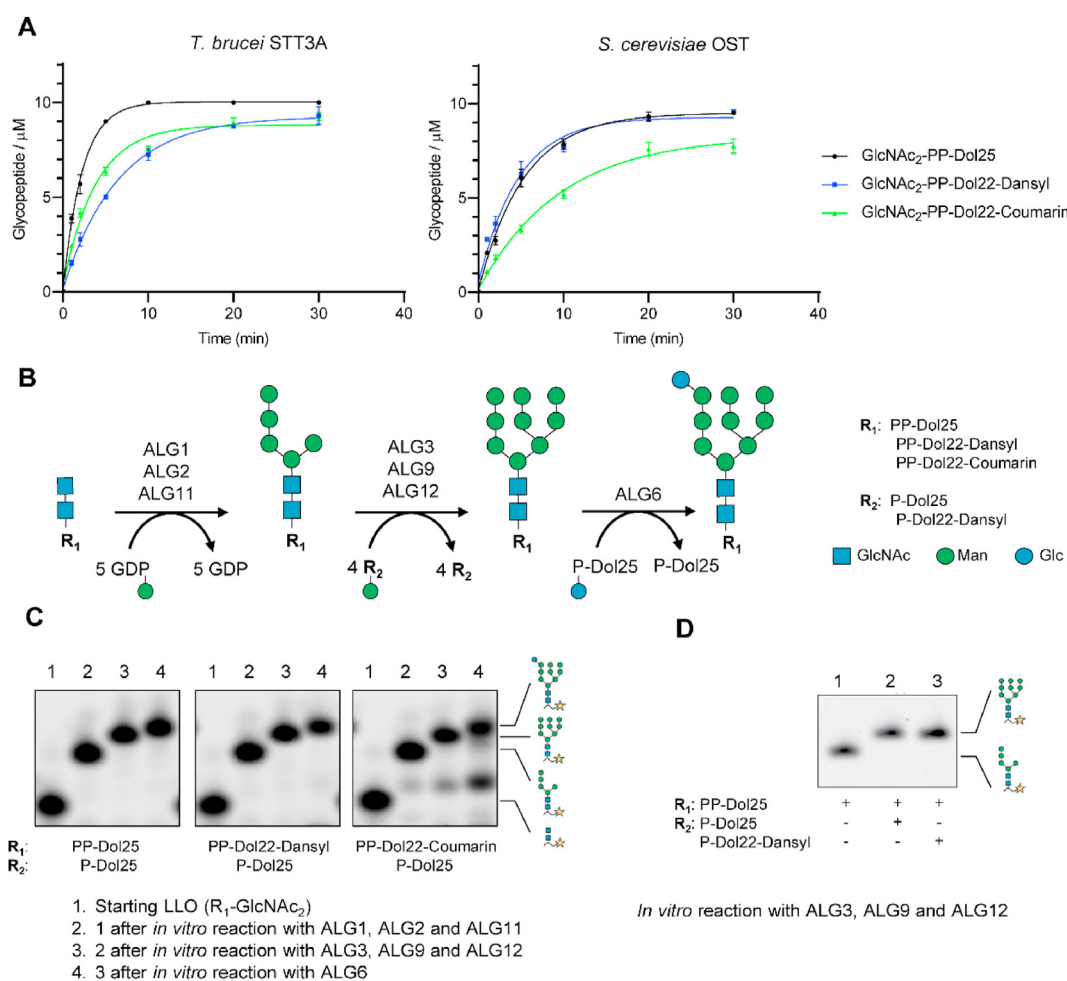 A
T. brucei STT3A
S. cerevisiae OST
Glycopeptide / μM
10
5
0
0 10 20 30 40
Time (min)
Glycopeptide / μM
10
5
0
0 10 20 30 40
Time (min)
GlcNAc₂-PP-Dol25
GlcNAc₂-PP-Dol22-Dansyl
GlcNAc₂-PP-Dol22-Coumarin
B
ALG1
ALG2
ALG11
R₁
5 GDP
5 GDP
R₁
ALG3
ALG9
ALG12
4 R₂
4 R₂
R₁
ALG6
P-Dol25
P-Dol25
R₁
R₁: PP-Dol25
PP-Dol22-Dansyl
PP-Dol22-Coumarin
R₂: P-Dol25
P-Dol22-Dansyl
GlcNAc Man Glc
C
1 2 3 4 1 2 3 4 1 2 3 4
R₁: PP-Dol25 PP-Dol22-Dansyl PP-Dol22-Coumarin
R₂: P-Dol25 P-Dol25 P-Dol25
1. Starting LLO (R₁-GlcNAc₂)
2. 1 after in vitro reaction with ALG1, ALG2 and ALG11
3. 2 after in vitro reaction with ALG3, ALG9 and ALG12
4. 3 after in vitro reaction with ALG6
D
1 2 3
R₁: PP-Dol25 + + +
R₂: P-Dol25 - + -
P-Dol22-Dansyl - - +
In vitro reaction with ALG3, ALG9 and ALG12